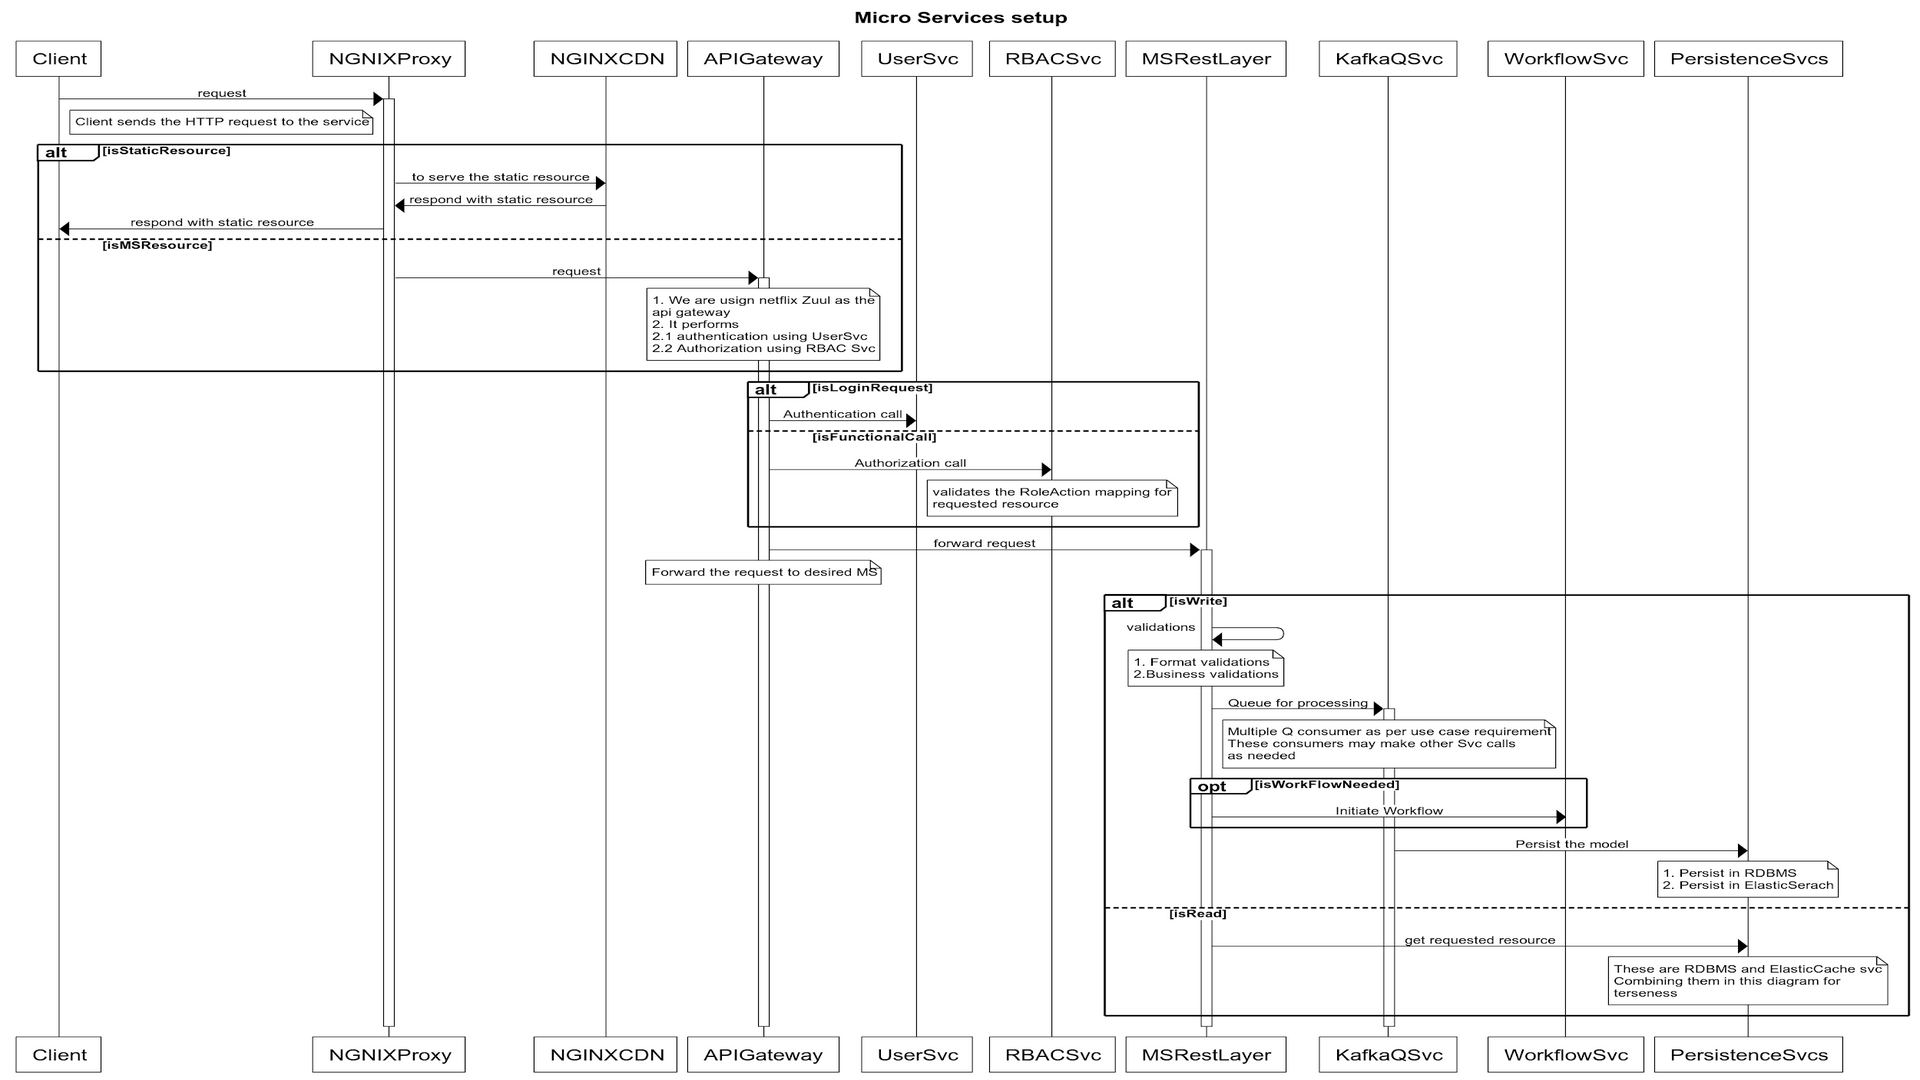 Micro Services setup
Client
NGNIXProxy
NGINXCDN
APIGateway
UserSvc
RBACSvc
MSRestLayer
KafkaQSvc
WorkflowSvc
PersistenceSvcs
request
Client sends the HTTP request to the service
alt
[isStaticResource]
to serve the static resource
respond with static resource
respond with static resource
[isMSResource]
request
1. We are usign netflix Zuul as the
api gateway
2. It performs
2.1 authentication using UserSvc
2.2 Authorization using RBAC Svc
alt
[isLoginRequest]
Authentication call
[isFunctionalCall]
Authorization call
validates the RoleAction mapping for
requested resource
forward request
Forward the request to desired MS
alt
[isWrite]
validations
1. Format validations
2.Business validations
Queue for processing
Multiple Q consumer as per use case requirement
These consumers may make other Svc calls
as needed
opt
[isWorkFlowNeeded]
Initiate Workflow
Persist the model
1. Persist in RDBMS
2. Persist in ElasticSerach
[isRead]
get requested resource
These are RDBMS and ElasticCache svc
Combining them in this diagram for
terseness
Client
NGNIXProxy
NGINXCDN
APIGateway
UserSvc
RBACSvc
MSRestLayer
KafkaQSvc
WorkflowSvc
PersistenceSvcs